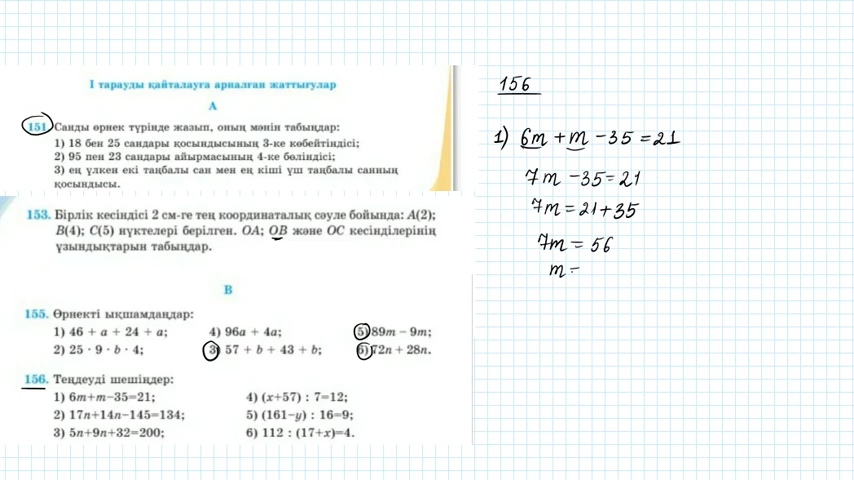 I тарауды қайталауға арналған жаттығулар
А
151. Санды өрнек түрінде жазып, оның мәнін табыңдар:
1) 18 бен 25 сандары қосындысының 3-ке көбейтіндісі;
2) 95 пен 23 сандары айырмасының 4-ке бөліндісі;
3) ең үлкен екі таңбалы сан мен ең кіші үш таңбалы санның
қосындысы.
153. Бірлік кесіндісі 2 см-ге тең координаталық сәуле бойында: A(2);
B(4); C(5) нүктелері берілген. OA; OB және OC кесінділерінің
ұзындықтарын табыңдар.
В
155. Өрнекті ықшамдаңдар:
1) 46 + a + 24 + a; 4) 96a + 4a; 5) 89m − 9m;
2) 25 · 9 · b · 4; 3) 57 + b + 43 + b; 6) 72n + 28n.
156. Теңдеуді шешіңдер:
1) 6m+m−35=21; 4) (x+57) : 7=12;
2) 17n+14n−145=134; 5) (161−y) : 16=9;
3) 5n+9n+32=200; 6) 112 : (17+x)=4.
156
1) 6m + m − 35 = 21
7m − 35 = 21
7m = 21 + 35
7m = 56
m =